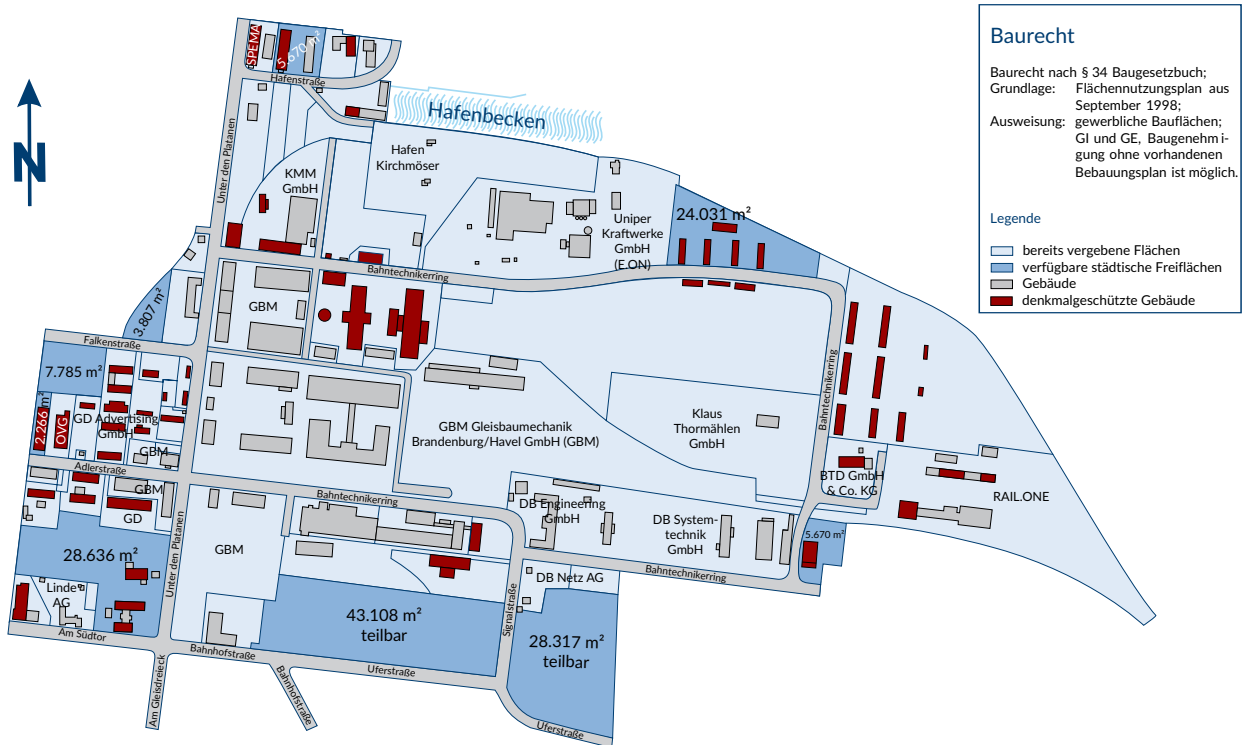 SPEMA
5.670 m²
Hafenstraße
Hafenbecken
Unter den Platanen
Hafen
Kirchmöser
KMM
GmbH
Uniper
Kraftwerke
GmbH
(E.ON)
24.031 m²
Bahntechnikerring
GBM
3.807 m²
Falkenstraße
7.785 m²
2.266 m²
OVG
GD Advertising
GmbH
GBM
Adlerstraße
GBM
GD
GBM Gleisbaumechanik
Brandenburg/Havel GmbH (GBM)
Klaus
Thormählen
GmbH
Bahntechnikerring
BTD GmbH
& Co. KG
RAIL.ONE
Bahntechnikerring
DB Engineering
GmbH
DB System-
technik
GmbH
5.670 m²
28.636 m²
Unter den Platanen
GBM
Linde
AG
Am Südtor
Bahntechnikerring
DB Netz AG
Signalstraße
43.108 m²
teilbar
28.317 m²
teilbar
Bahnhofstraße
Uferstraße
Am Gleisdreieck
Bahnhofstraße
Uferstraße
N
Baurecht
Baurecht nach § 34 Baugesetzbuch;
Grundlage: Flächennutzungsplan aus
September 1998;
Ausweisung: gewerbliche Bauflächen;
GI und GE, Baugenehmi-
gung ohne vorhandenen
Bebauungsplan ist möglich.
Legende
bereits vergebene Flächen
verfügbare städtische Freiflächen
Gebäude
denkmalgeschützte Gebäude